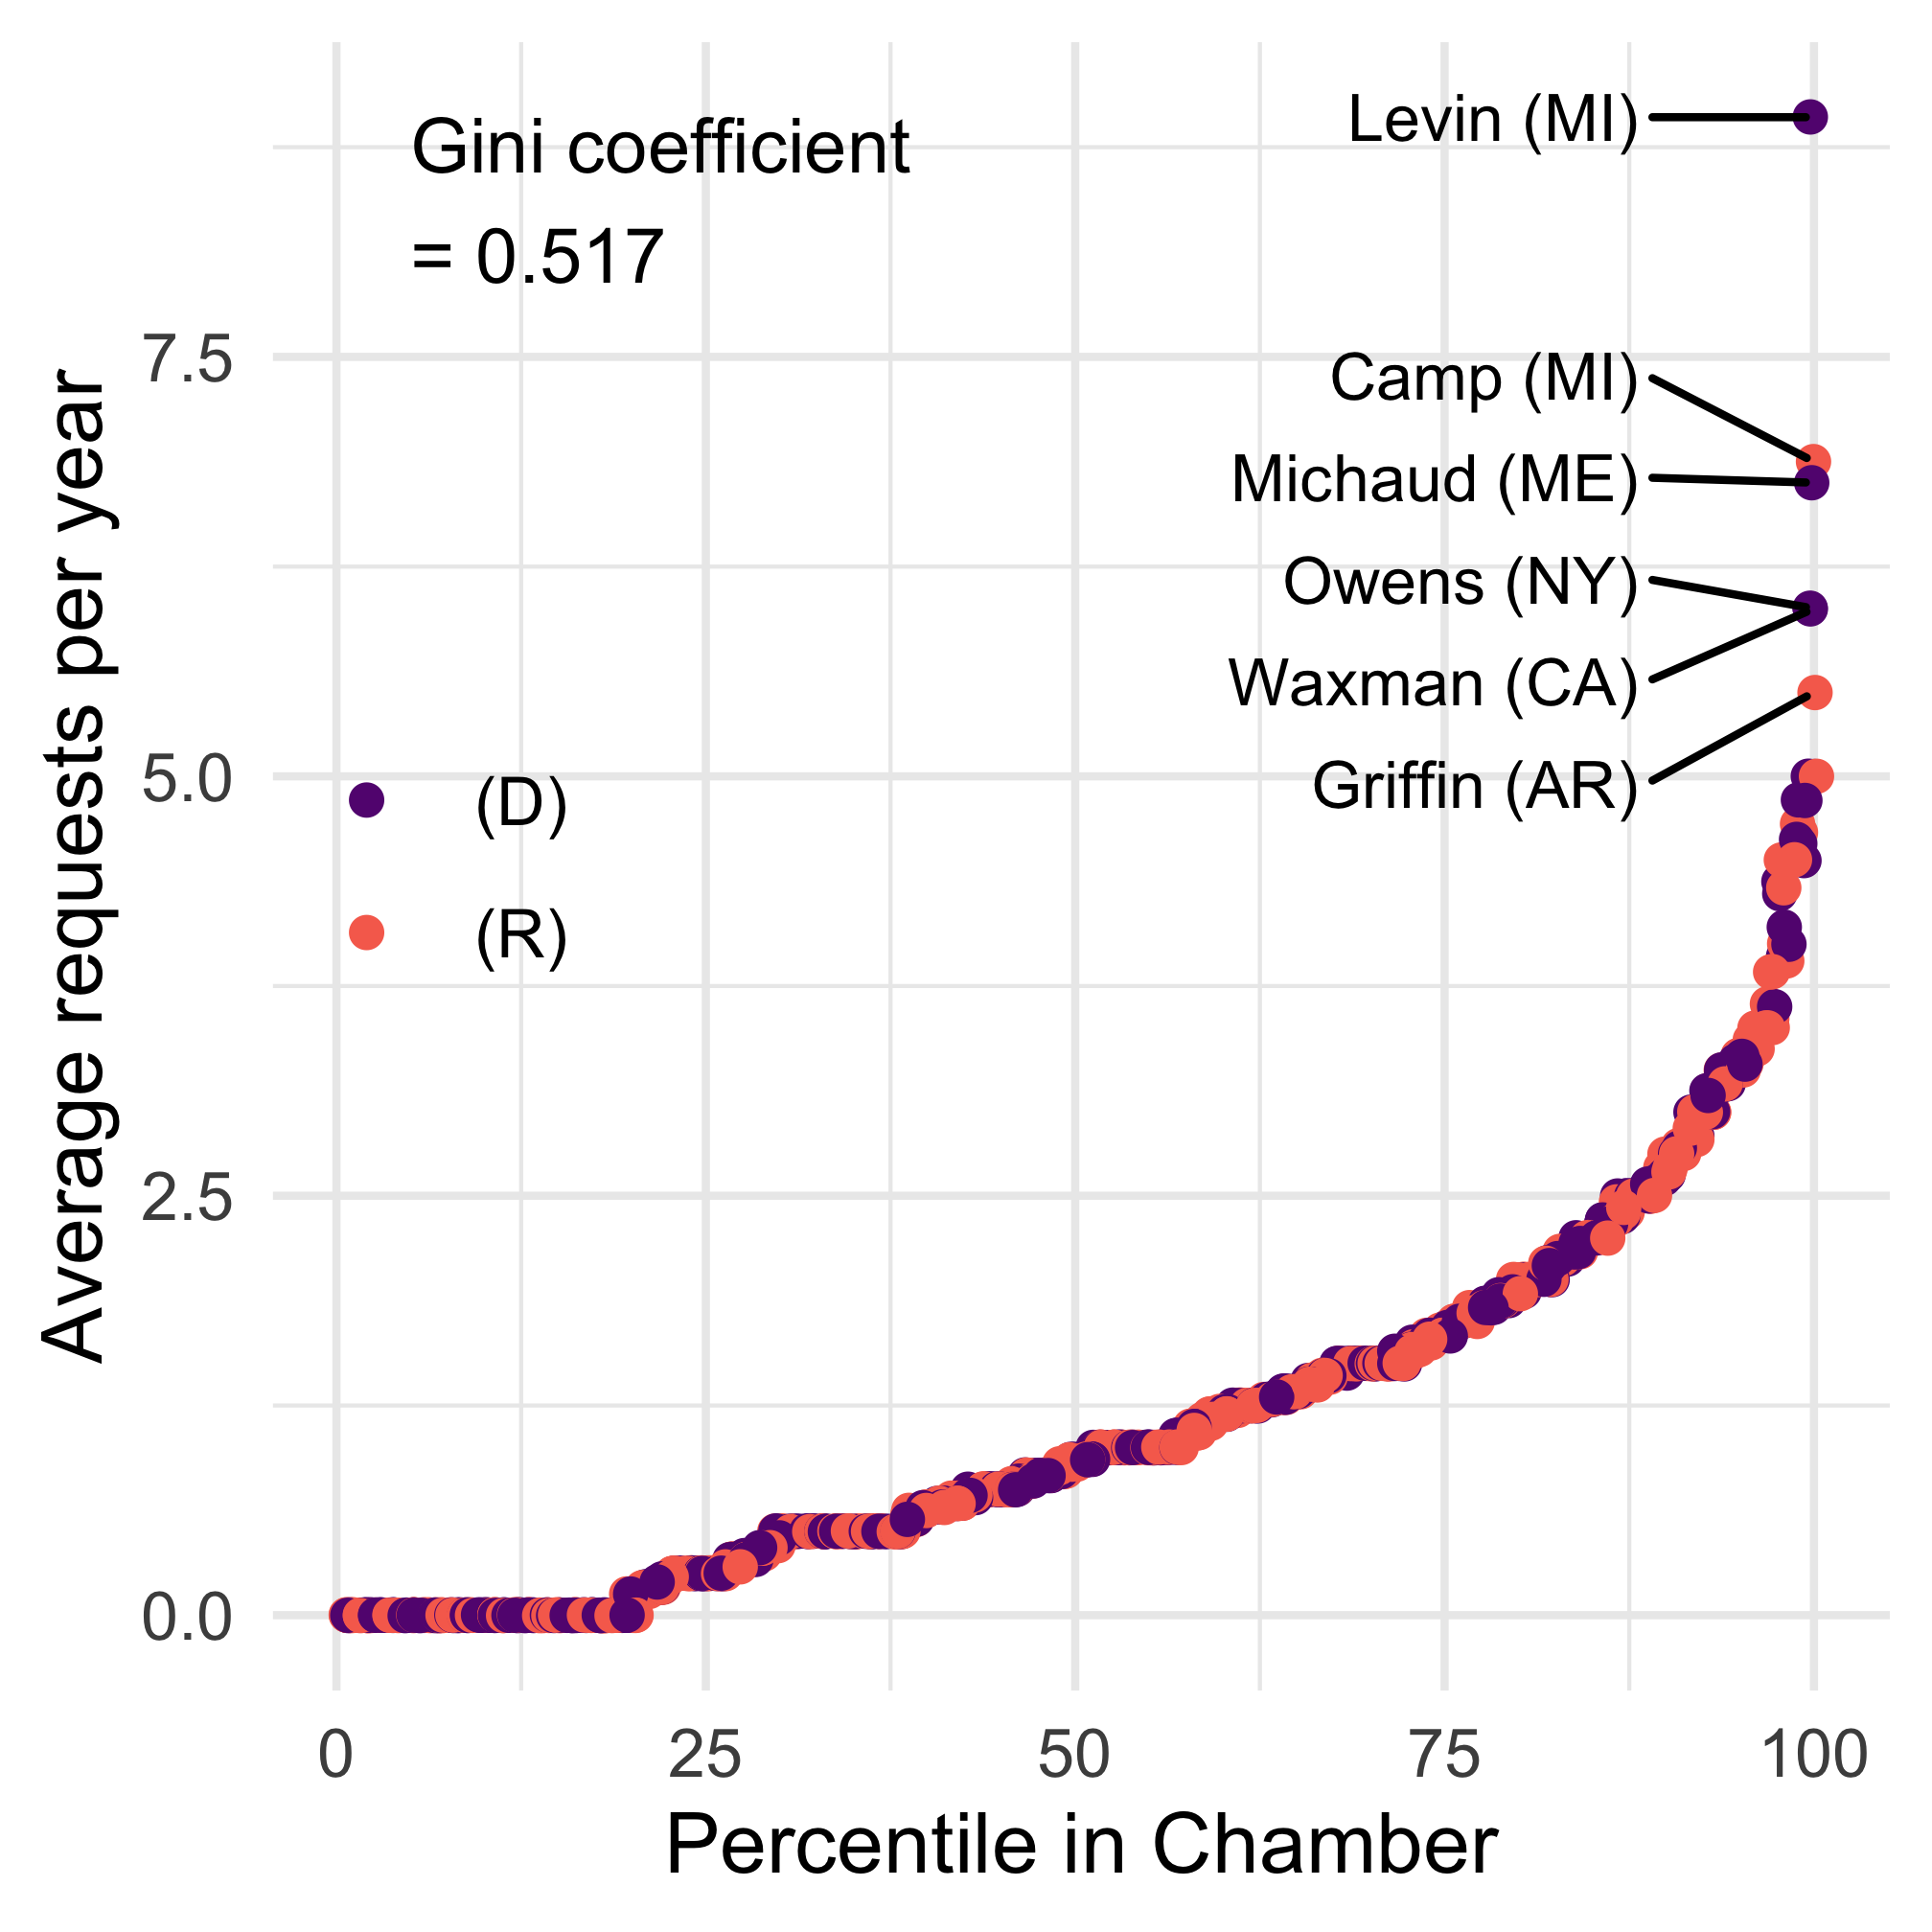 Gini coefficient
= 0.517
Levin (MI)
Camp (MI)
Michaud (ME)
Owens (NY)
Waxman (CA)
Griffin (AR)
(D)
(R)
Average requests per year
7.5
5.0
2.5
0.0
0 25 50 75 100
Percentile in Chamber